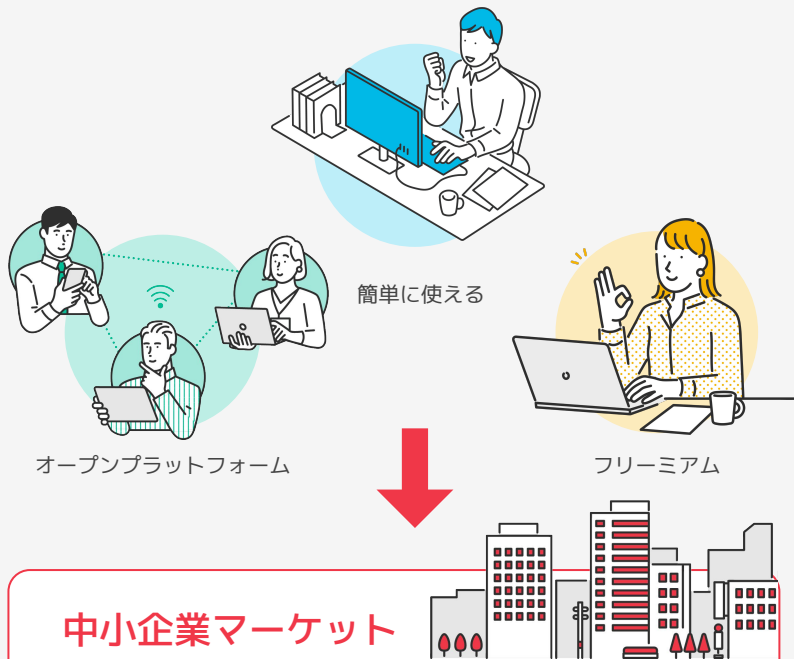 簡単に使える
オープンプラットフォーム
フリーミアム
中小企業マーケット